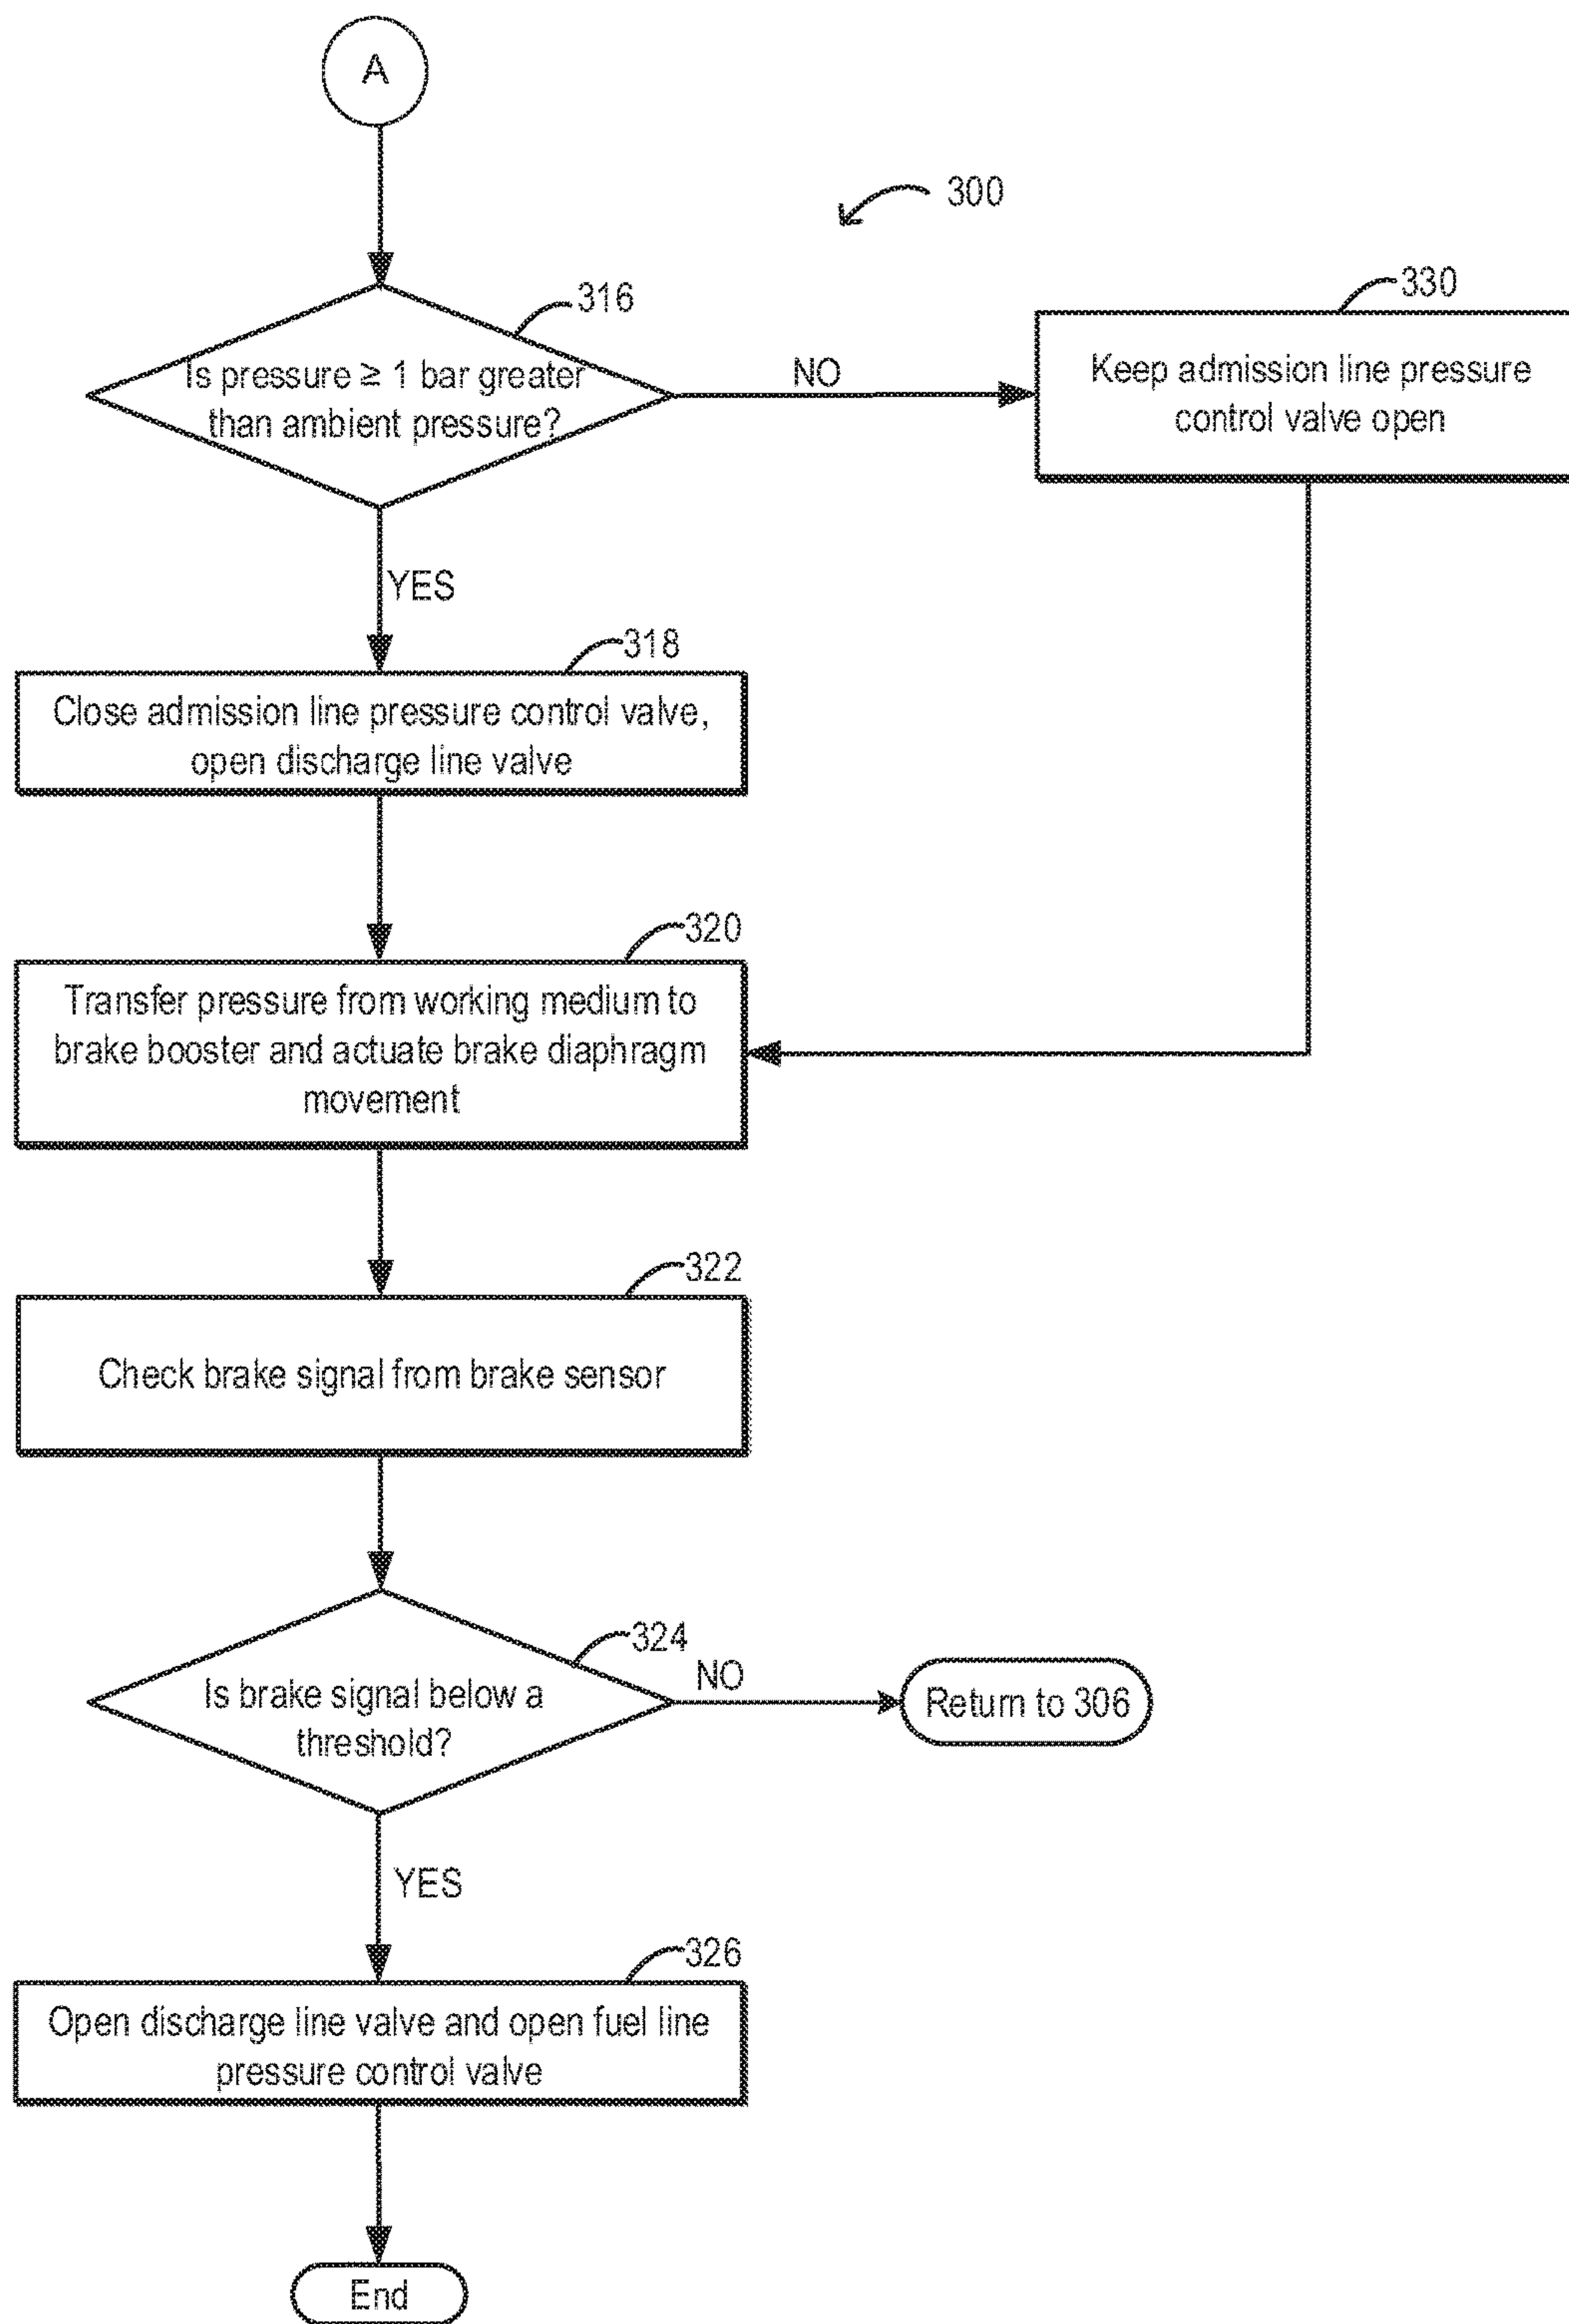 A
300
316
Is pressure ≥ 1 bar greater
than ambient pressure?
NO
330
Keep admission line pressure
control valve open
YES
318
Close admission line pressure control valve,
open discharge line valve
320
Transfer pressure from working medium to
brake booster and actuate brake diaphragm
movement
322
Check brake signal from brake sensor
324
Is brake signal below a
threshold?
NO
Return to 306
YES
326
Open discharge line valve and open fuel line
pressure control valve
End